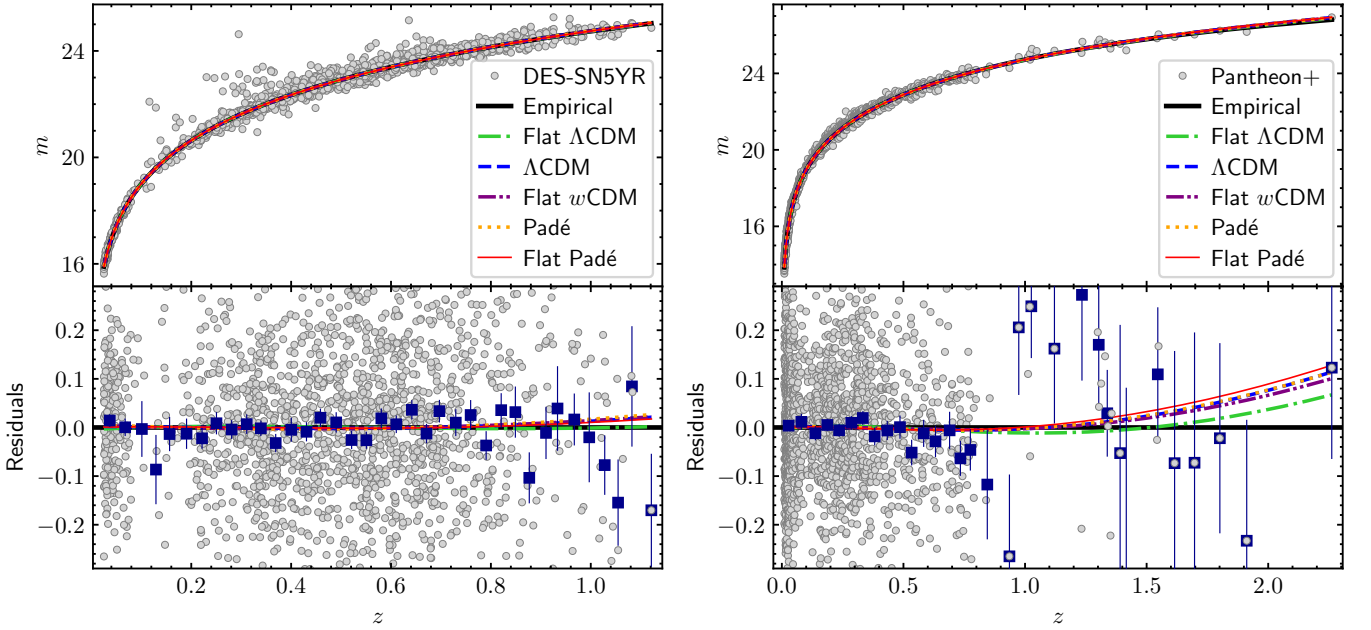 24
20
16
m
DES-SN5YR
Empirical
Flat ΛCDM
ΛCDM
Flat wCDM
Padé
Flat Padé
0.2
0.1
0.0
−0.1
−0.2
Residuals
0.2
0.4
0.6
0.8
1.0
z
24
20
16
m
Pantheon+
Empirical
Flat ΛCDM
ΛCDM
Flat wCDM
Padé
Flat Padé
0.2
0.1
0.0
−0.1
−0.2
Residuals
0.0
0.5
1.0
1.5
2.0
z